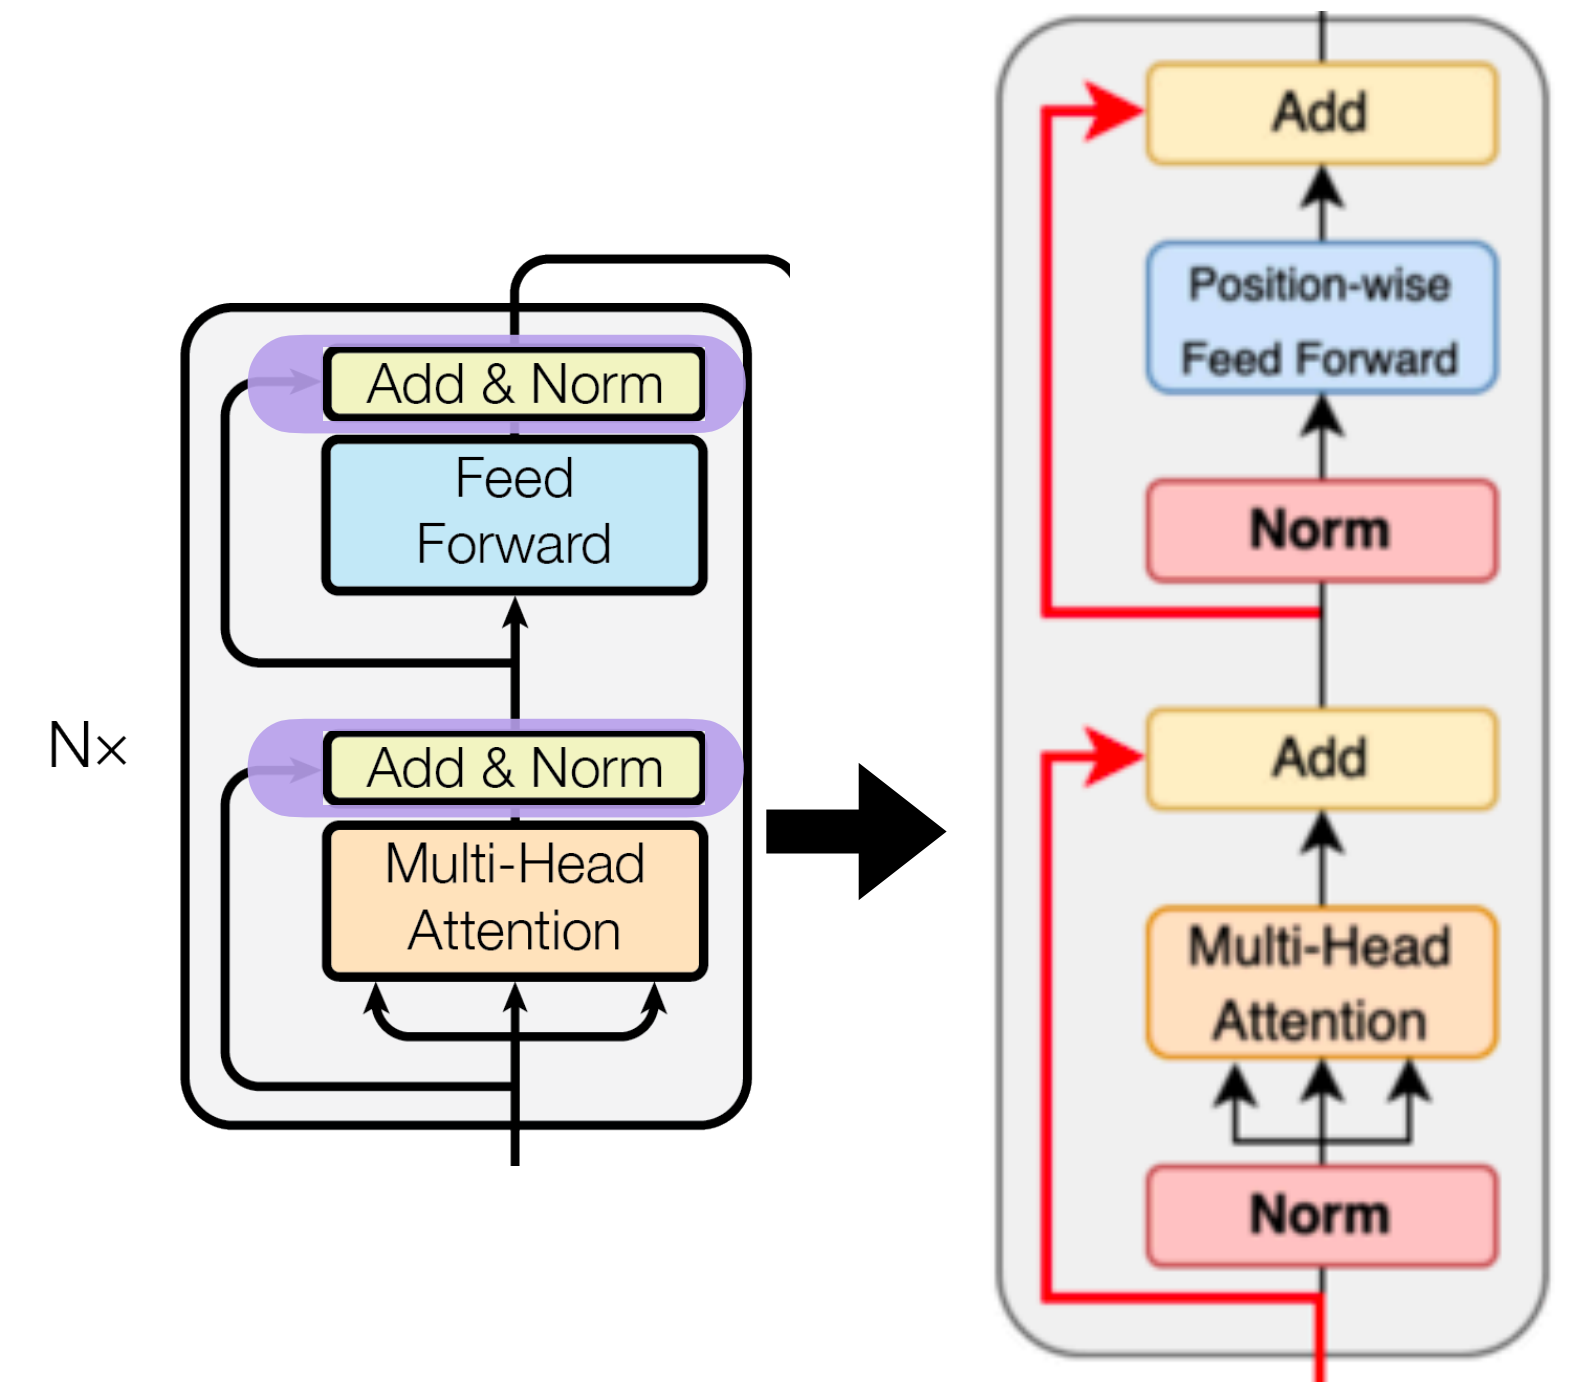 N×
Add & Norm
Feed
Forward
Add & Norm
Multi-Head
Attention
Add
Position-wise
Feed Forward
Norm
Add
Multi-Head
Attention
Norm